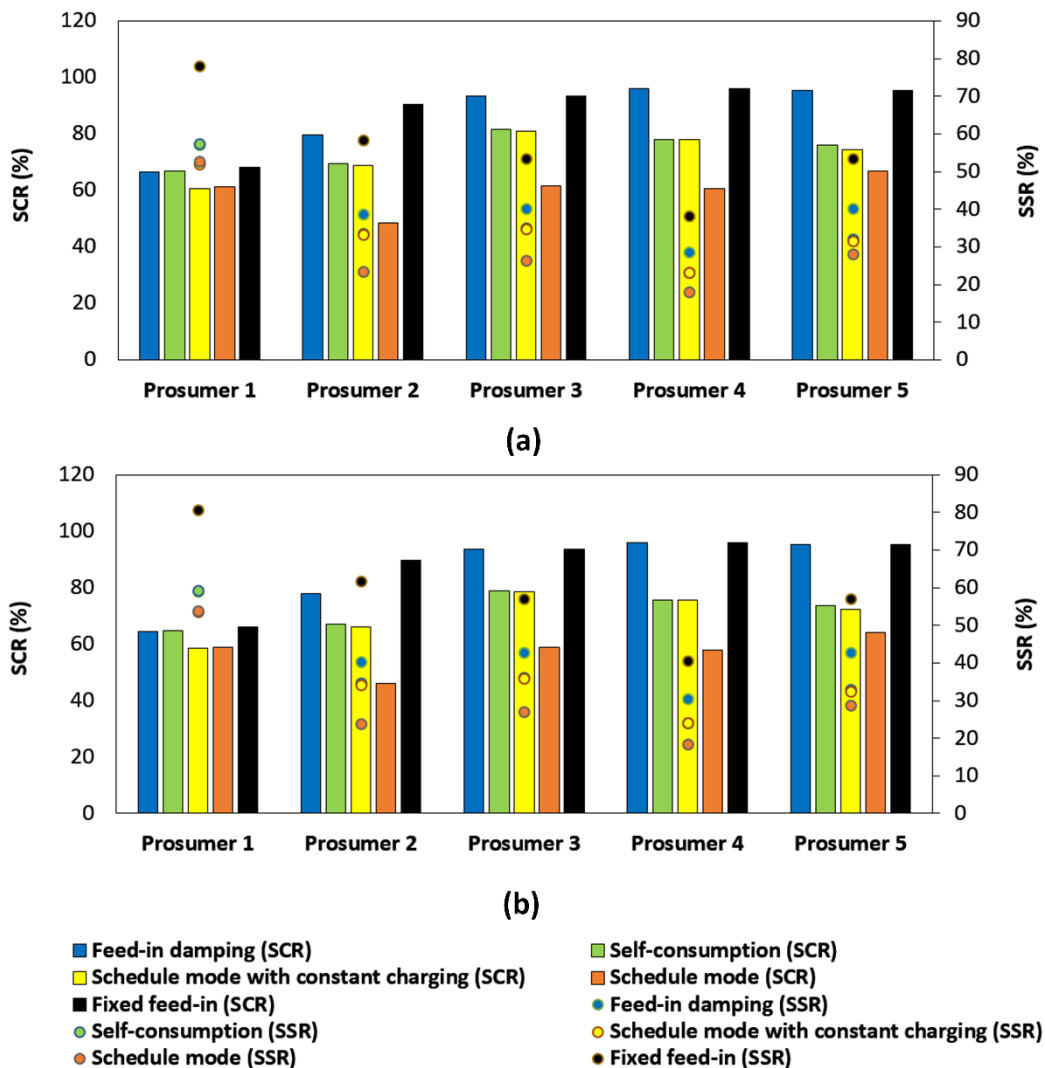 120
100
80
60
40
20
0
SCR (%)
90
80
70
60
50
40
30
20
10
0
SSR (%)
Prosumer 1 Prosumer 2 Prosumer 3 Prosumer 4 Prosumer 5
(a)
120
100
80
60
40
20
0
SCR (%)
90
80
70
60
50
40
30
20
10
0
SSR (%)
Prosumer 1 Prosumer 2 Prosumer 3 Prosumer 4 Prosumer 5
(b)
Feed-in damping (SCR) Self-consumption (SCR)
Schedule mode with constant charging (SCR) Schedule mode (SCR)
Fixed feed-in (SCR) Feed-in damping (SSR)
Self-consumption (SSR) Schedule mode with constant charging (SSR)
Schedule mode (SSR) Fixed feed-in (SSR)